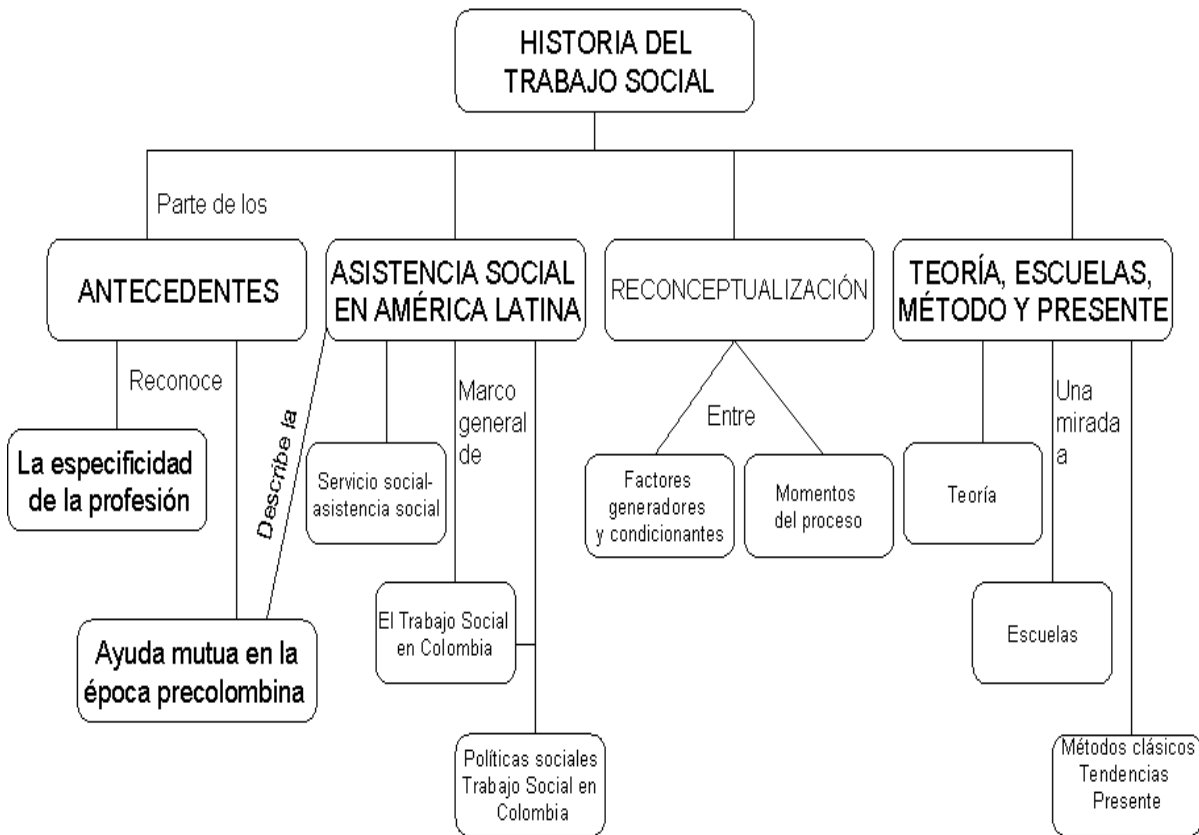 HISTORIA DEL
TRABAJO SOCIAL
Parte de los
ANTECEDENTES
ASISTENCIA SOCIAL
EN AMÉRICA LATINA
RECONCEPTUALIZACIÓN
TEORÍA, ESCUELAS,
MÉTODO Y PRESENTE
Reconoce
Describe la
Marco
general
de
Entre
Una
mirada
a
La especificidad
de la profesión
Servicio social-
asistencia social
Factores
generadores
y condicionantes
Momentos
del proceso
Teoría
Ayuda mutua en la
época precolombina
El Trabajo Social
en Colombia
Escuelas
Políticas sociales
Trabajo Social en
Colombia
Métodos clásicos
Tendencias
Presente